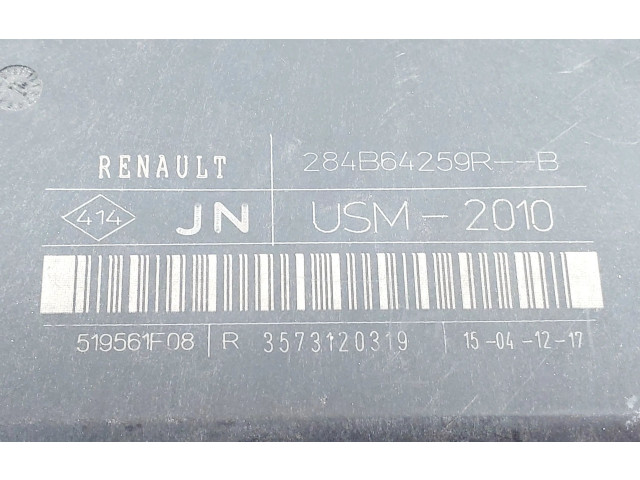 RENAULT 284B64259R--B
414 JN USM-2010
519561F08 R 3573120319 15-04-12-17